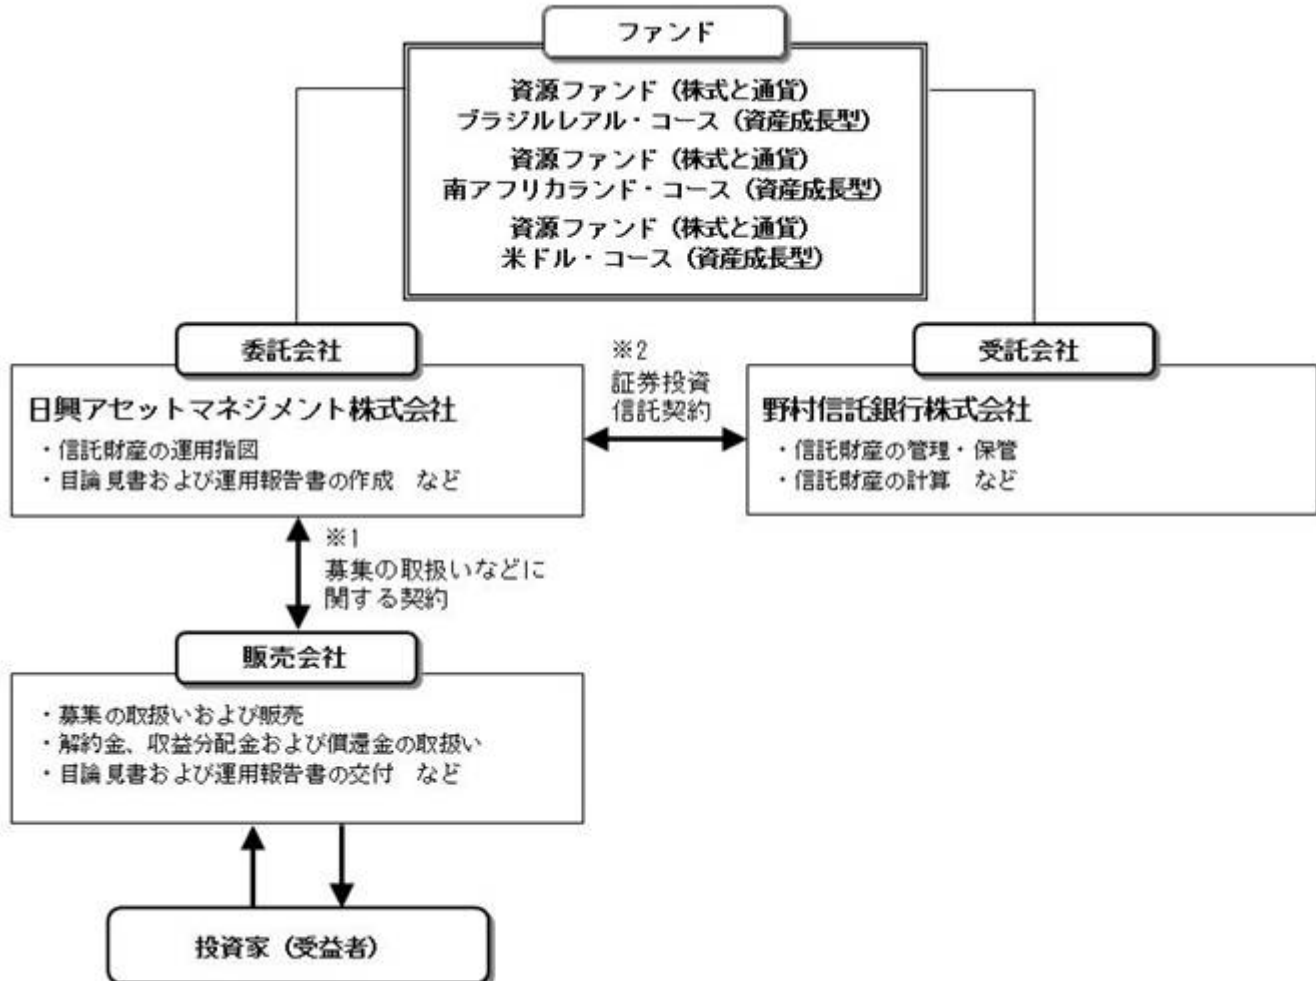 ファンド
資源ファンド（株式と通貨）
ブラジルレアル・コース（資産成長型）
資源ファンド（株式と通貨）
南アフリカランド・コース（資産成長型）
資源ファンド（株式と通貨）
米ドル・コース（資産成長型）
委託会社
日興アセットマネジメント株式会社
・信託財産の運用指図
・目論見書および運用報告書の作成　など
※2
証券投資
信託契約
受託会社
野村信託銀行株式会社
・信託財産の管理・保管
・信託財産の計算　など
※1
募集の取扱いなどに
関する契約
販売会社
・募集の取扱いおよび販売
・解約金、収益分配金および償還金の取扱い
・目論見書および運用報告書の交付　など
投資家（受益者）